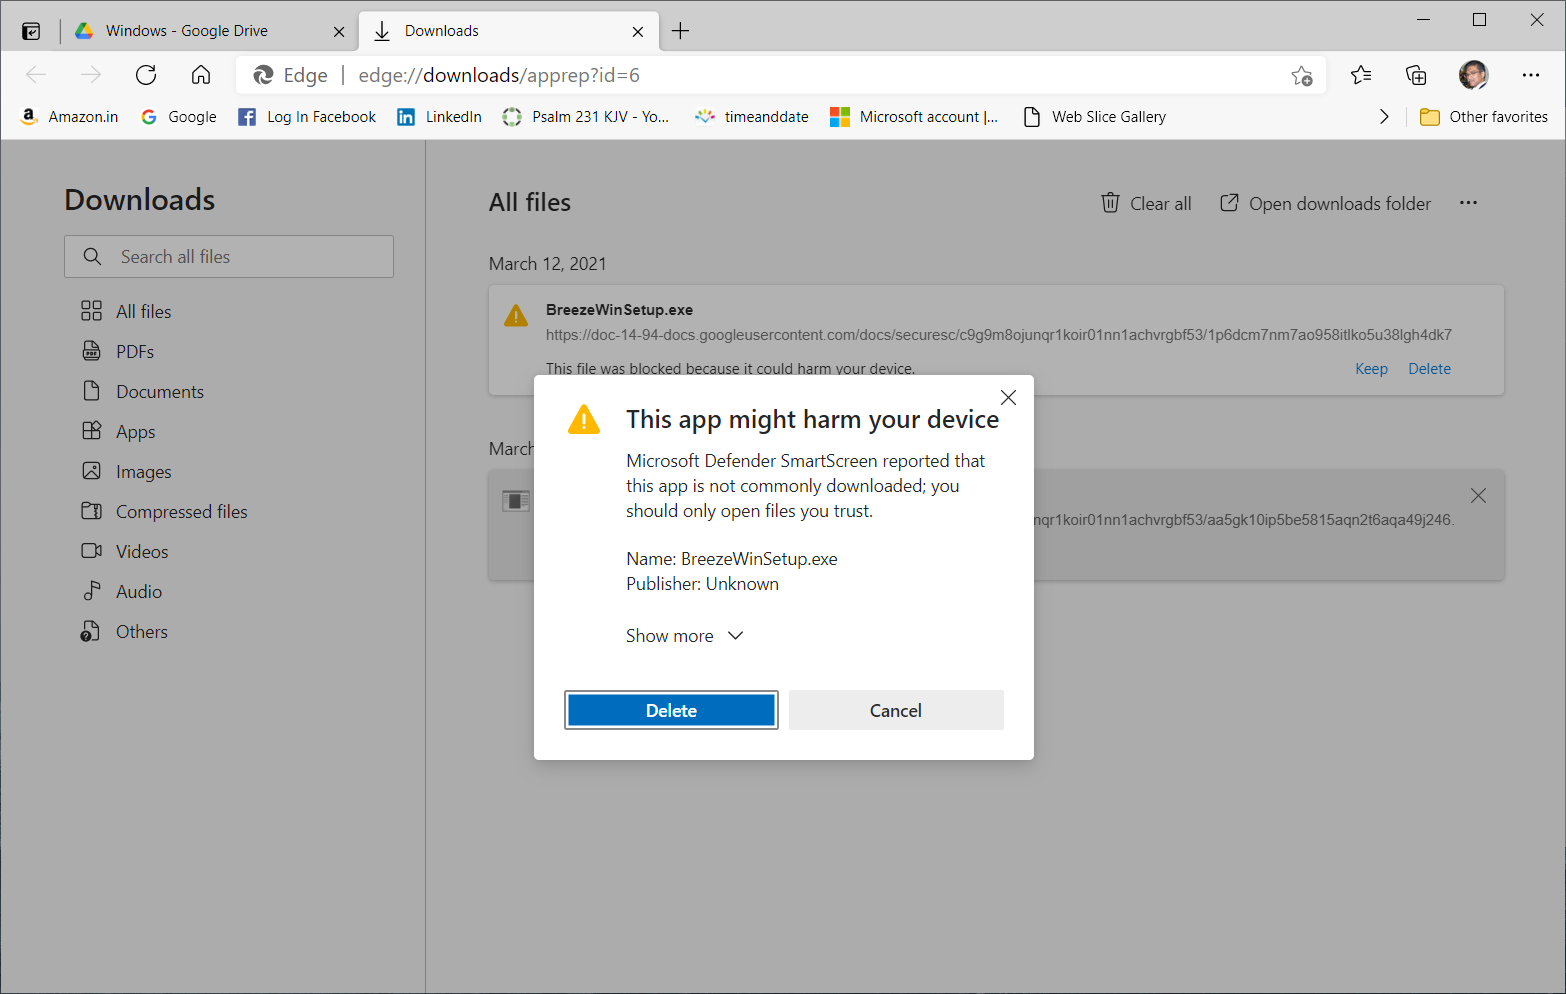 Windows - Google Drive
Downloads
Edge
edge://downloads/apprep?id=6
Amazon.in
Google
Log In Facebook
LinkedIn
Psalm 231 KJV - Yo...
timeanddate
Microsoft account |...
Web Slice Gallery
Other favorites
Downloads
Search all files
All files
PDFs
Documents
Apps
Images
Compressed files
Videos
Audio
Others
All files
Clear all
Open downloads folder
March 12, 2021
BreezeWinSetup.exe
https://doc-14-94-docs.googleusercontent.com/docs/securesc/c9g9m8ojunqr1koir01nn1achvrgbf53/1p6dcm7nm7ao958itlko5u38lgh4dk7
This file was blocked because it could harm your device.
Keep
Delete
March
nqr1koir01nn1achvrgbf53/aa5gk10ip5be5815aqn2t6aqa49j246.
This app might harm your device
Microsoft Defender SmartScreen reported that
this app is not commonly downloaded; you
should only open files you trust.
Name: BreezeWinSetup.exe
Publisher: Unknown
Show more
Delete
Cancel